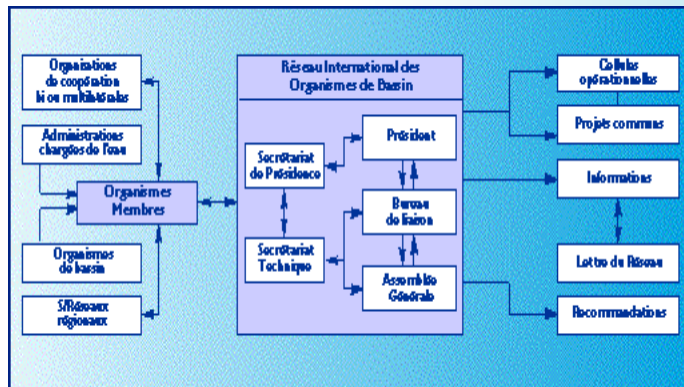 Organisations
de coopération
bi ou multilatérales
Administrations
chargées de l'eau
Organismes
Membres
Organismes
de bassin
S/Réseaux
régionaux
Réseau International des
Organismes de Bassin
Secrétariat
de Présidence
Secrétariat
Technique
Président
Bureau
de liaison
Assemblée
Générale
Cellules
opérationnelles
Projets communs
Informations
Lettre du Réseau
Recommandations